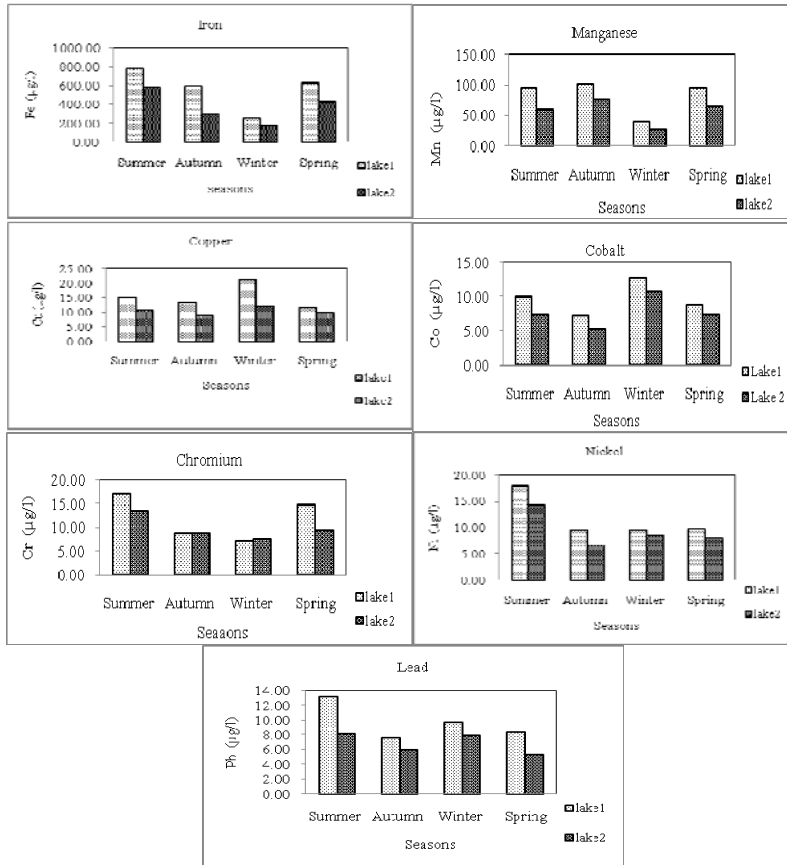 Iron
1000.00
800.00
600.00
400.00
200.00
0.00
Fe (µg/l)
Summer Autumn Winter Spring
seasons
lake1
lake2
Manganese
150.00
100.00
50.00
0.00
Mn (µg/l)
Summer Autumn Winter Spring
Seasons
lake1
lake2
Copper
25.00
20.00
15.00
10.00
5.00
0.00
Cu (µg/l)
Summer Autumn Winter Spring
Seasons
lake1
lake2
Cobalt
15.00
10.00
5.00
0.00
Co (µg/l)
Summer Autumn Winter Spring
Seasons
Lake1
Lake 2
Chromium
20.00
15.00
10.00
5.00
0.00
Cr (µg/l)
Summer Autumn Winter Spring
Seaaons
lake1
lake2
Nickel
20.00
15.00
10.00
5.00
0.00
Ni (µg/l)
Summer Autumn Winter Spring
Seasons
lake1
lake2
Lead
14.00
12.00
10.00
8.00
6.00
4.00
2.00
0.00
Pb (µg/l)
Summer Autumn Winter Spring
Seasons
lake1
lake2